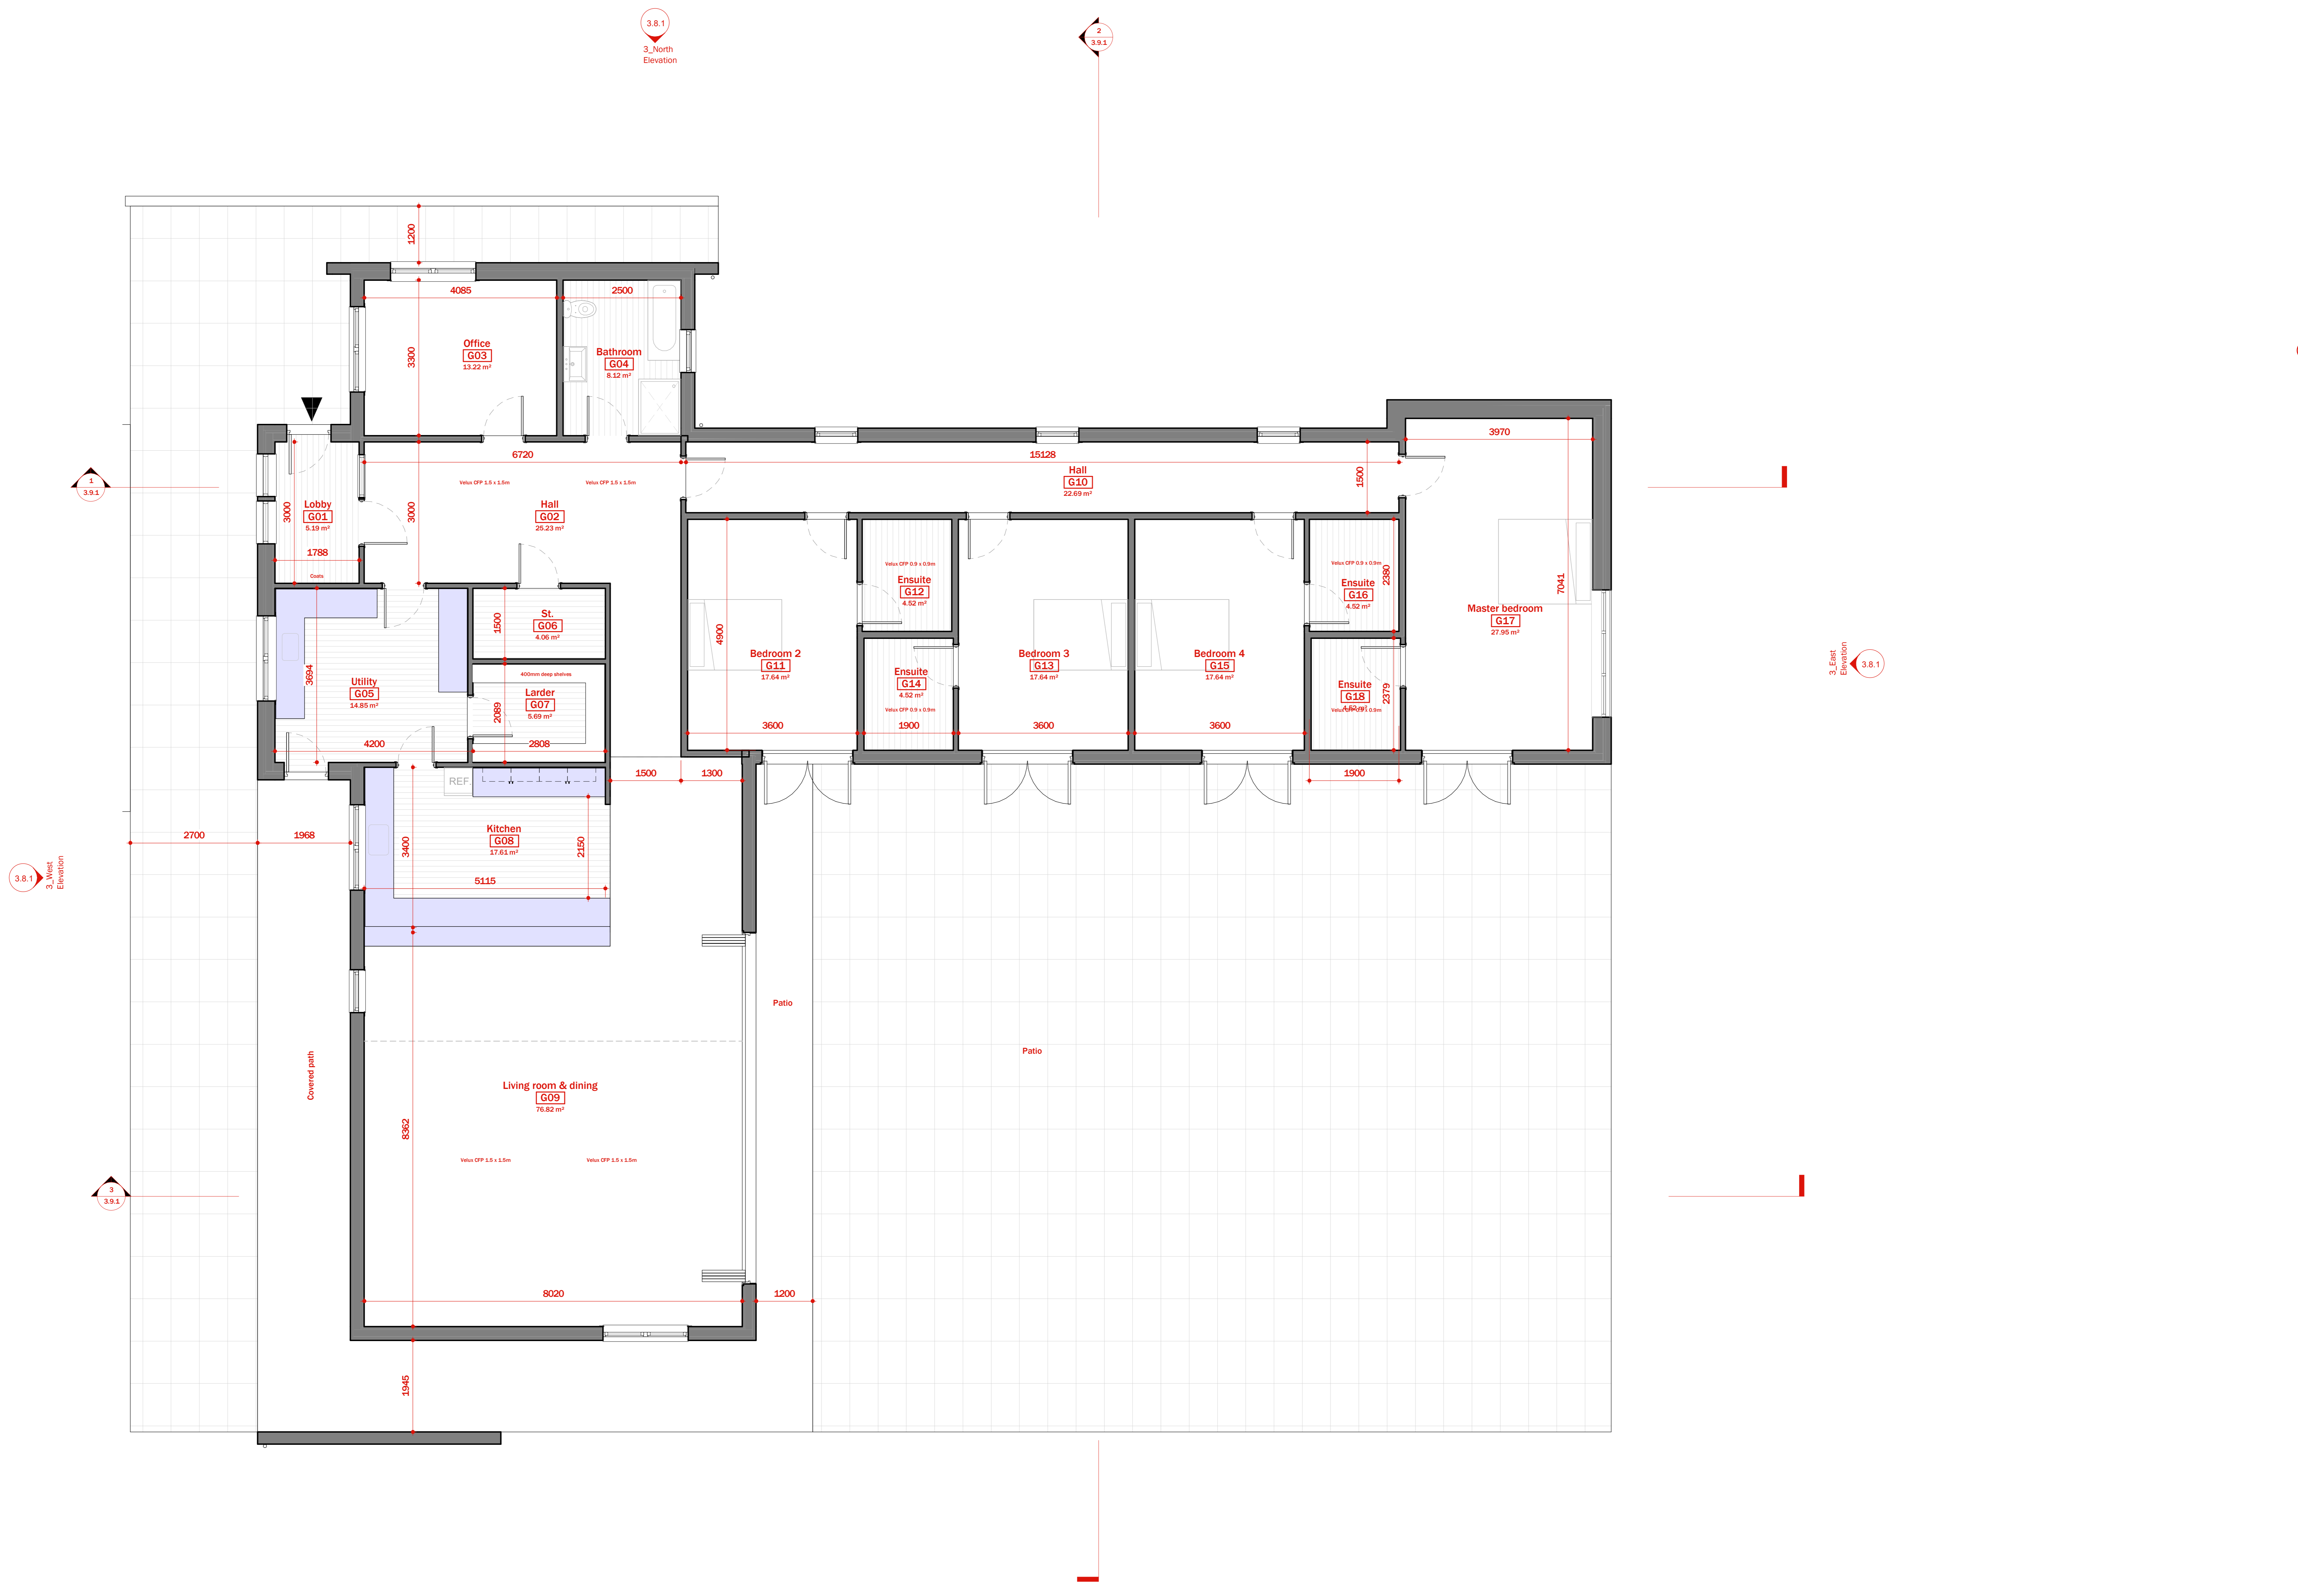 3.8.1
3_North
Elevation
2
3.9.1
1200
4085
2500
3300
Office
G03
13.22 m²
Bathroom
G04
8.12 m²
3970
6720
15128
Hall
G10
22.69 m²
1500
Velux CFP 1.5 x 1.5m
Velux CFP 1.5 x 1.5m
1
3.9.1
3000
Lobby
G01
5.19 m²
3000
Hall
G02
25.23 m²
1788
Coats
Velux CFP 0.9 x 0.9m
Ensuite
G12
4.52 m²
Velux CFP 0.9 x 0.9m
Ensuite
G16
4.52 m²
2380
7041
Master bedroom
G17
27.95 m²
1500
St.
G06
4.06 m²
4900
Bedroom 2
G11
17.64 m²
Bedroom 3
G13
17.64 m²
Bedroom 4
G15
17.64 m²
3694
Utility
G05
14.85 m²
400mm deep shelves
Larder
G07
5.69 m²
2089
Ensuite
G14
4.52 m²
Velux CFP 0.9 x 0.9m
Ensuite
G18
4.52 m²
Velux CFP 0.9 x 0.9m
2379
3_East
Elevation
3.8.1
3600
1900
3600
3600
4200
2808
1500
1300
1900
REF.
2700
1968
3400
Kitchen
G08
17.61 m²
2150
5115
3.8.1
3_West
Elevation
Patio
Patio
Covered path
Living room & dining
G09
76.82 m²
8362
Velux CFP 1.5 x 1.5m
Velux CFP 1.5 x 1.5m
3
3.9.1
8020
1200
1945